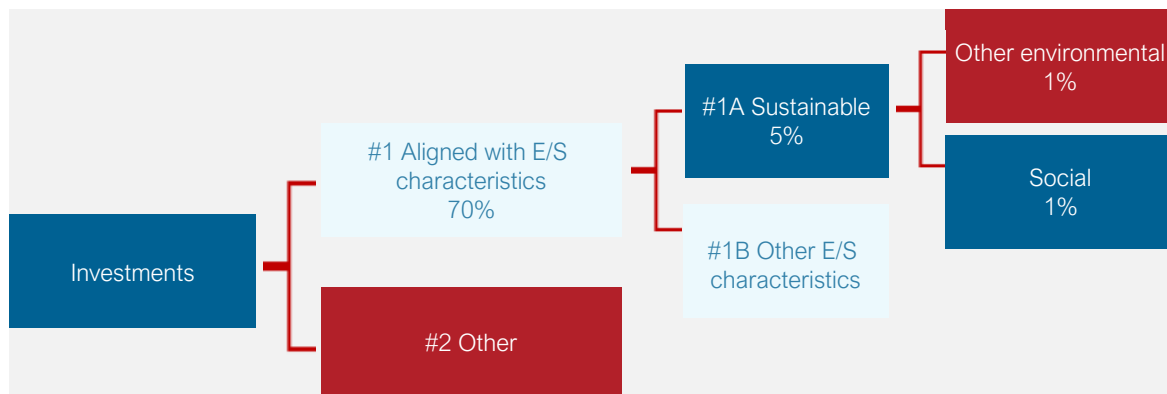 Investments
#1 Aligned with E/S
characteristics
70%
#2 Other
#1A Sustainable
5%
#1B Other E/S
characteristics
Other environmental
1%
Social
1%